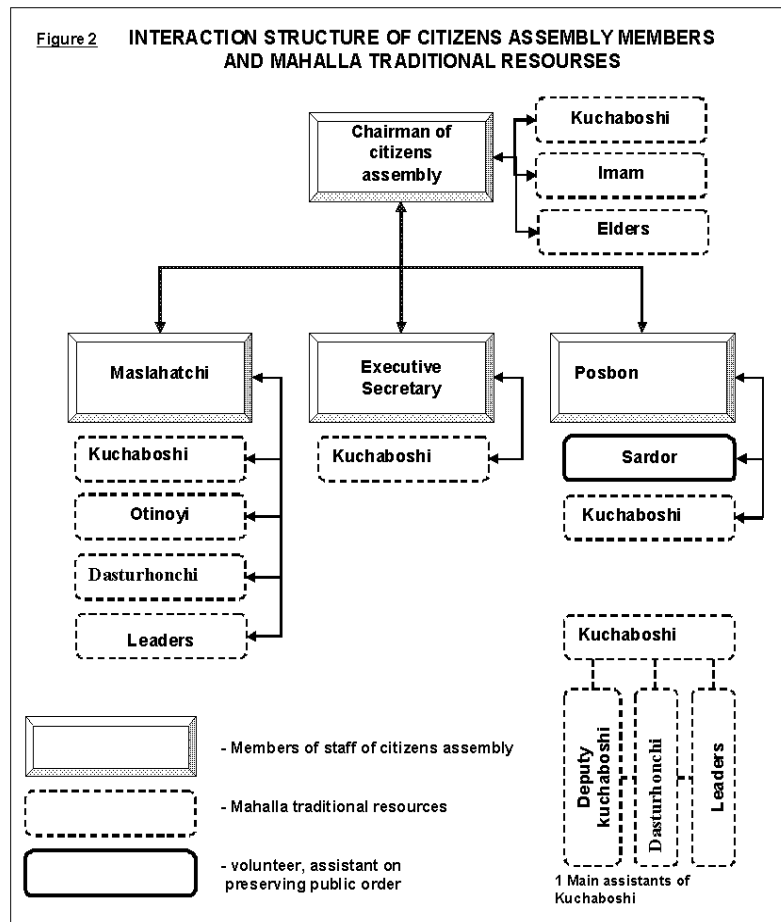 Figure 2
INTERACTION STRUCTURE OF CITIZENS ASSEMBLY MEMBERS
AND MAHALLA TRADITIONAL RESOURSES
Chairman of
citizens
assembly
Kuchaboshi
Imam
Elders
Maslahatchi
Kuchaboshi
Otinoyi
Dasturhonchi
Leaders
Executive
Secretary
Kuchaboshi
Posbon
Sardor
Kuchaboshi
Kuchaboshi
Deputy
kuchaboshi
Dasturhonchi
Leaders
1 Main assistants of
Kuchaboshi
- Members of staff of citizens assembly
- Mahalla traditional resources
- volunteer, assistant on
preserving public order